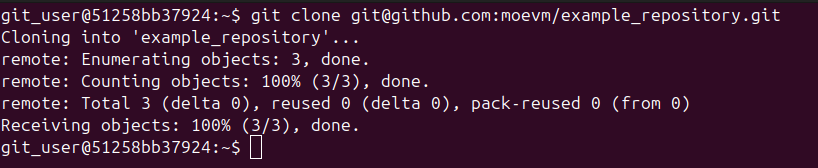 git_user@51258bb37924:~$ git clone git@github.com:moevm/example_repository.git
Cloning into 'example_repository'...
remote: Enumerating objects: 3, done.
remote: Counting objects: 100% (3/3), done.
remote: Total 3 (delta 0), reused 0 (delta 0), pack-reused 0 (from 0)
Receiving objects: 100% (3/3), done.
git_user@51258bb37924:~$